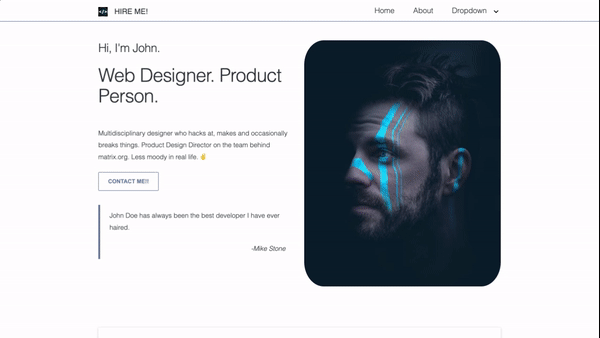 </> HIRE ME! Home About Dropdown
Hi, I'm John.
Web Designer. Product
Person.
Multidisciplinary designer who hacks at, makes and occasionally
breaks things. Product Design Director on the team behind
matrix.org. Less moody in real life. ✌️
CONTACT ME!!
John Doe has always been the best developer I have ever
haired.
-Mike Stone